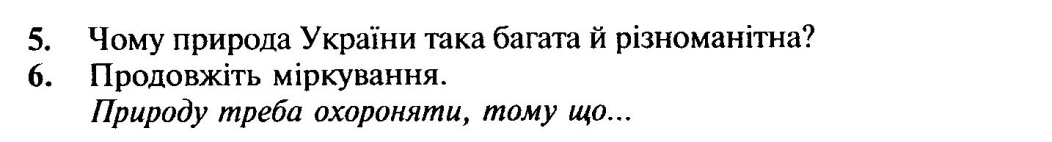 5. Чому природа України така багата й різноманітна?
6. Продовжіть міркування.
Природу треба охороняти, тому що...